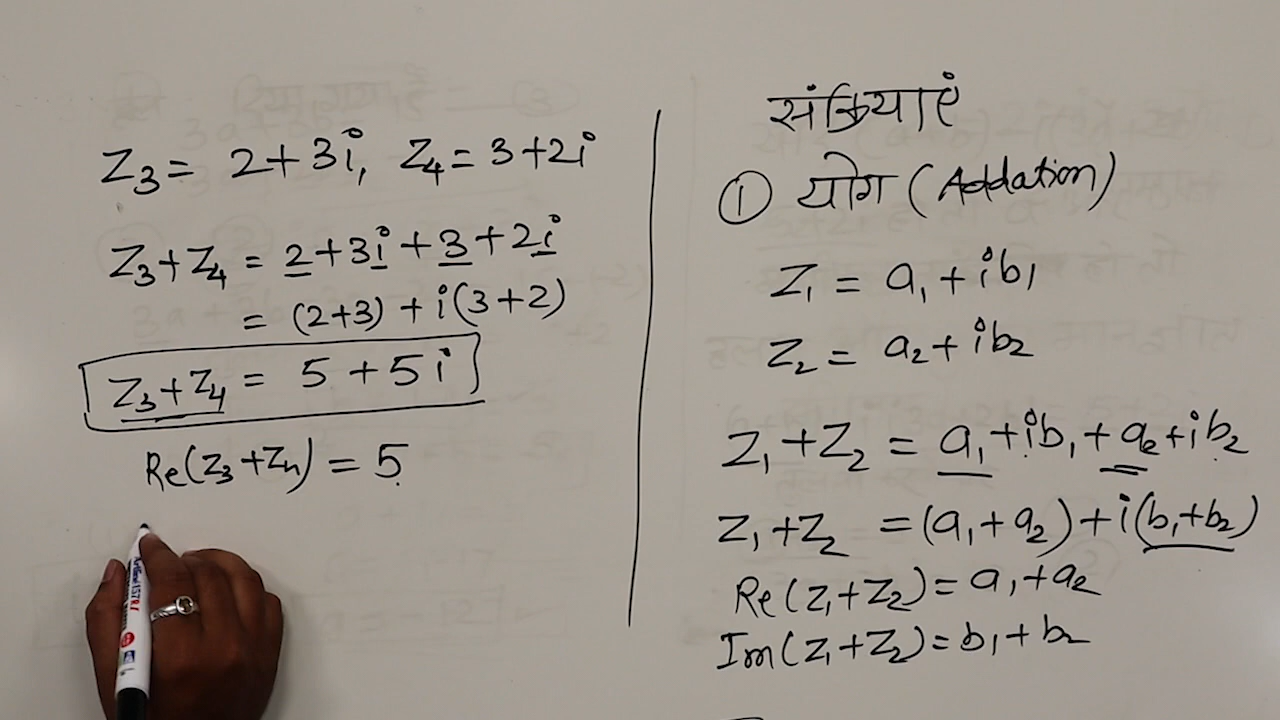 Z₃ = 2+3i, Z₄ = 3+2i
Z₃+Z₄ = 2+3i+3+2i
= (2+3) + i(3+2)
Z₃+Z₄ = 5+5i
Re(Z₃+Z₄) = 5
संक्रियाएं
① योग (Addation)
Z₁ = a₁+ib₁
Z₂ = a₂+ib₂
Z₁+Z₂ = a₁+ib₁+a₂+ib₂
Z₁+Z₂ = (a₁+a₂)+i(b₁+b₂)
Re(Z₁+Z₂) = a₁+a₂
Im(Z₁+Z₂) = b₁+b₂